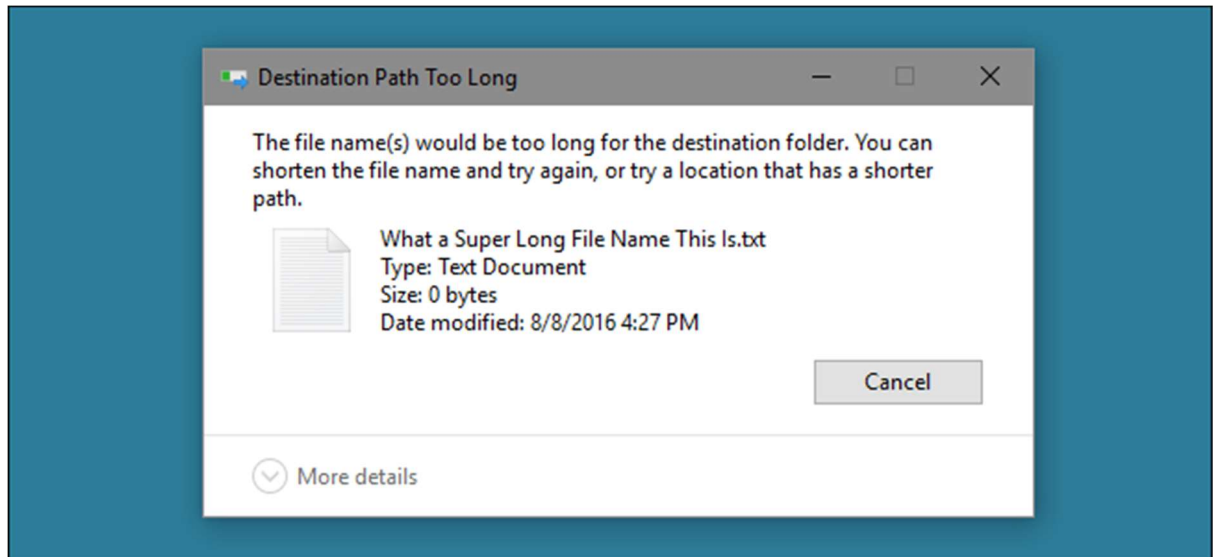 Destination Path Too Long
The file name(s) would be too long for the destination folder. You can
shorten the file name and try again, or try a location that has a shorter
path.
What a Super Long File Name This Is.txt
Type: Text Document
Size: 0 bytes
Date modified: 8/8/2016 4:27 PM
Cancel
More details